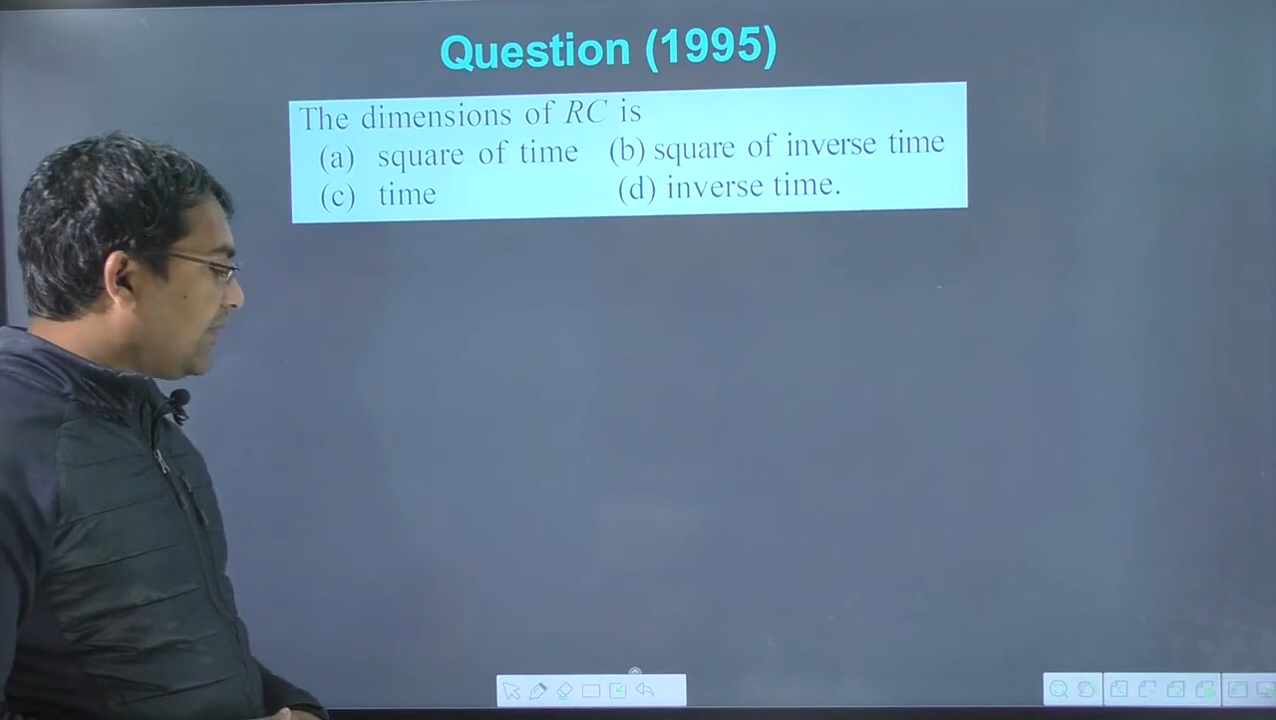 Question (1995)
The dimensions of RC is
(a) square of time (b) square of inverse time
(c) time (d) inverse time.